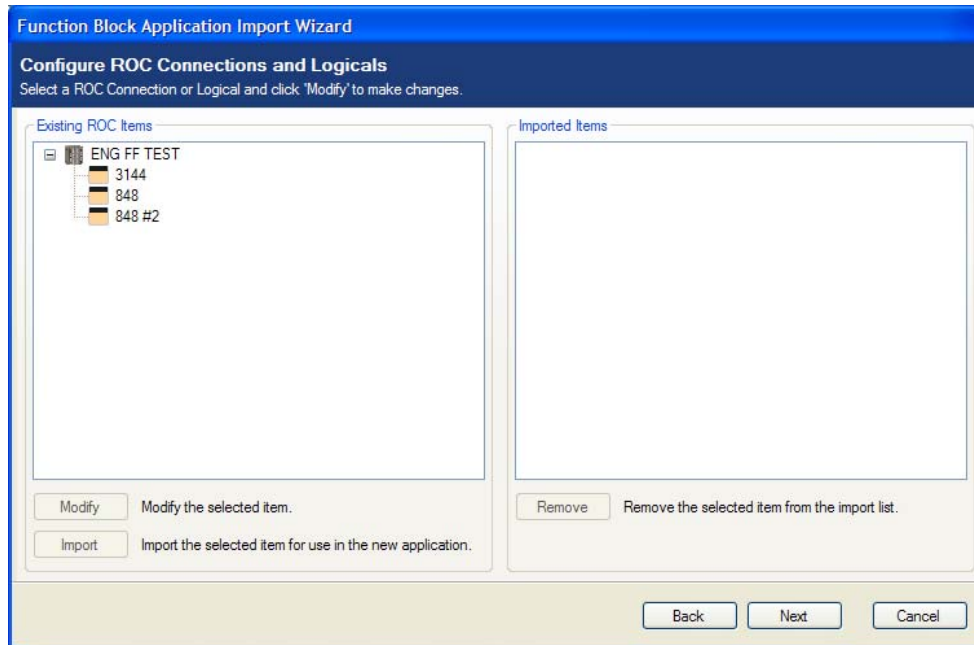 Function Block Application Import Wizard
Configure ROC Connections and Logicals
Select a ROC Connection or Logical and click 'Modify' to make changes.
Existing ROC Items
ENG FF TEST
3144
848
848 #2
Modify
Modify the selected item.
Import
Import the selected item for use in the new application.
Imported Items
Remove
Remove the selected item from the import list.
Back
Next
Cancel